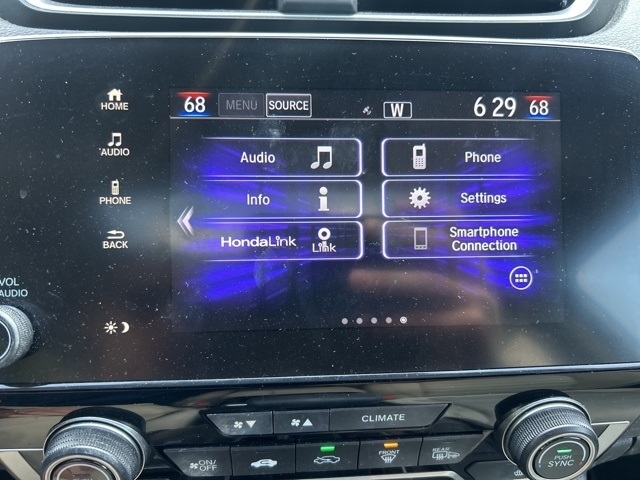 68 MENU SOURCE W 6 29 68
HOME
AUDIO
PHONE
BACK
VOL
AUDIO
Audio
Phone
Info
Settings
HondaLink
Link
Smartphone
Connection
CLIMATE
ON/OFF
FRONT
REAR
PUSH
SYNC